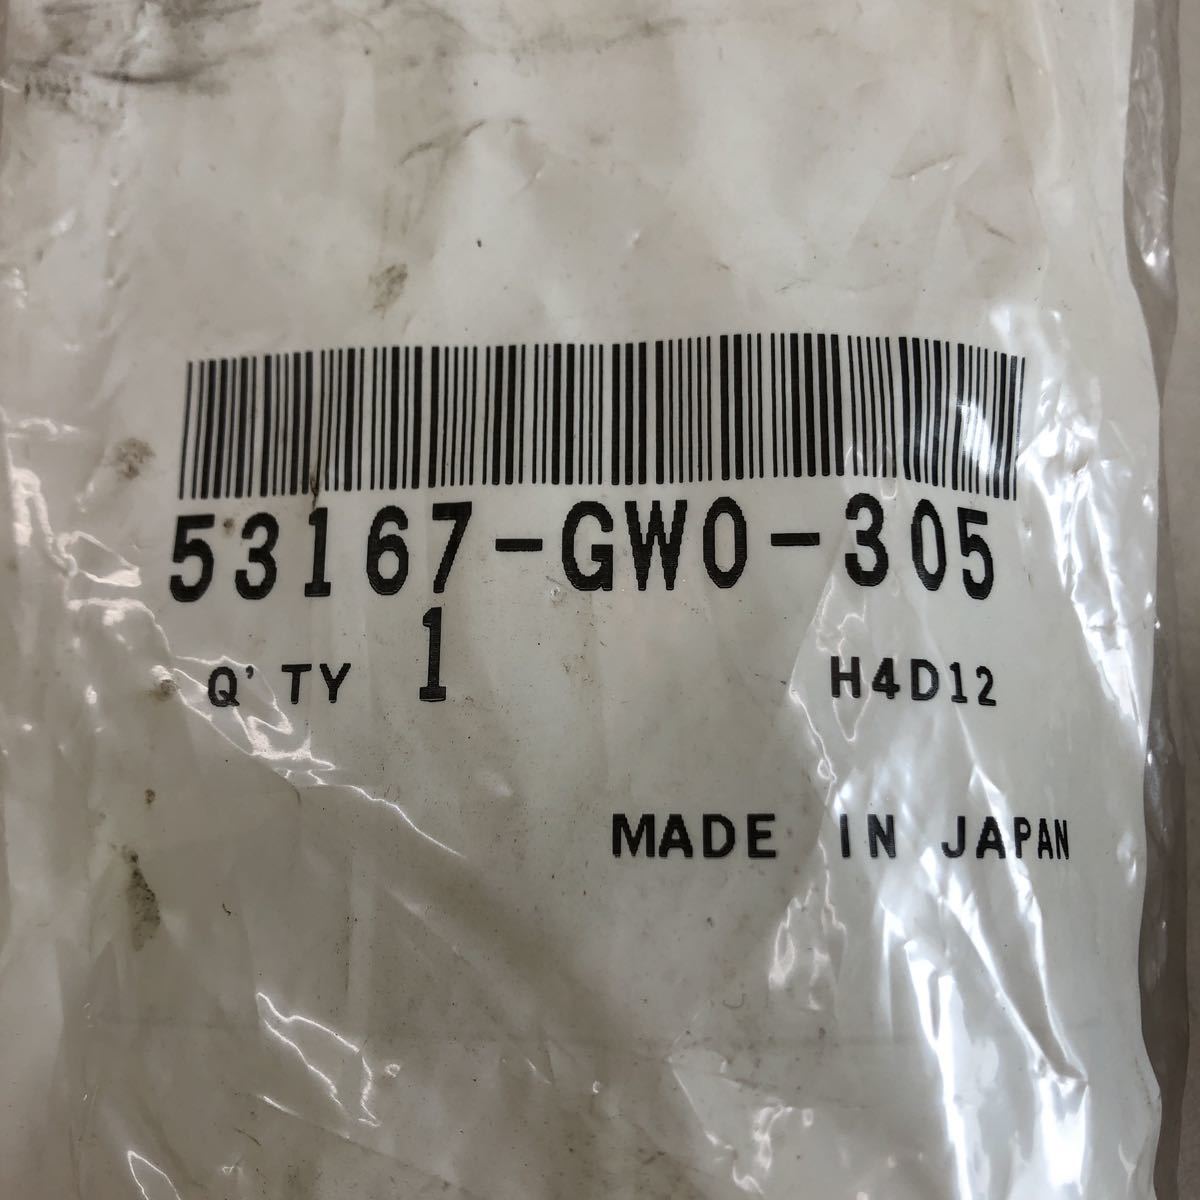 53167-GW0-305
Q'TY 1 H4D12
MADE IN JAPAN